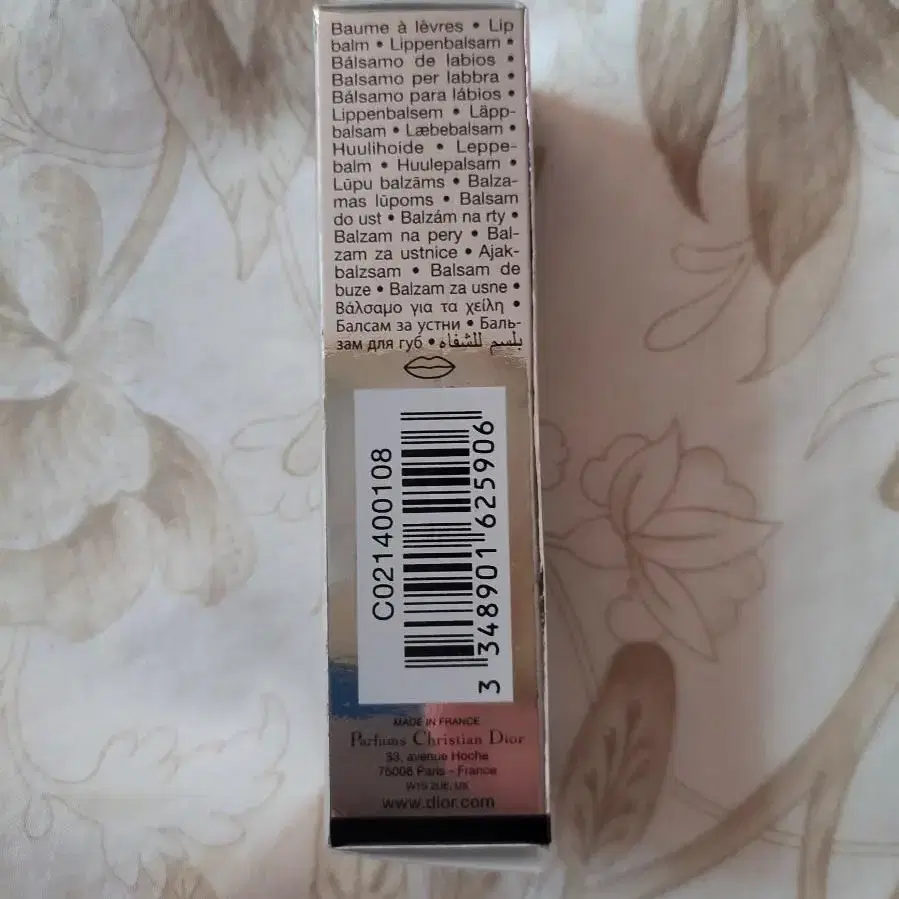 Baume à lèvres • Lip
balm • Lippenbalsam •
Bálsamo de labios •
Balsamo per labbra •
Bálsamo para lábios •
Lippenbalsem • Läpp-
balsam • Læbebalsam •
Huulihoide • Leppe-
balm • Huulepalsam •
Lūpu balzāms • Balza-
mas lūpoms • Balsam
do ust • Balzám na rty •
Balzam na pery • Bal-
zam za ustnice • Ajak-
balzsam • Balsam de
buze • Balzam za usne •
Βάλσαμο για τα χείλη •
Балсам за устни • Баль-
зам для губ • بلسم للشفاه
C021400108
3 348901 625906
MADE IN FRANCE
Parfums Christian Dior
33, avenue Hoche
75008 Paris - France
W1S 2UE, UK
www.dior.com